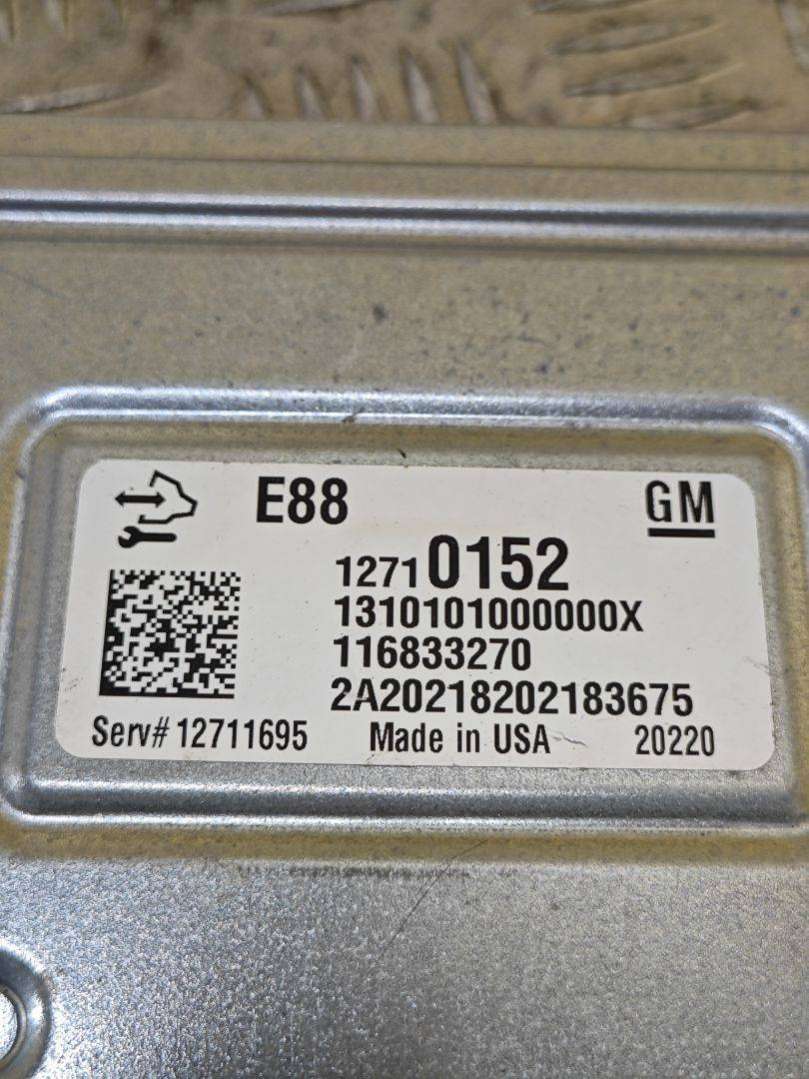 E88 GM
12710152
1310101000000X
116833270
2A20218202183675
Serv# 12711695 Made in USA 20220